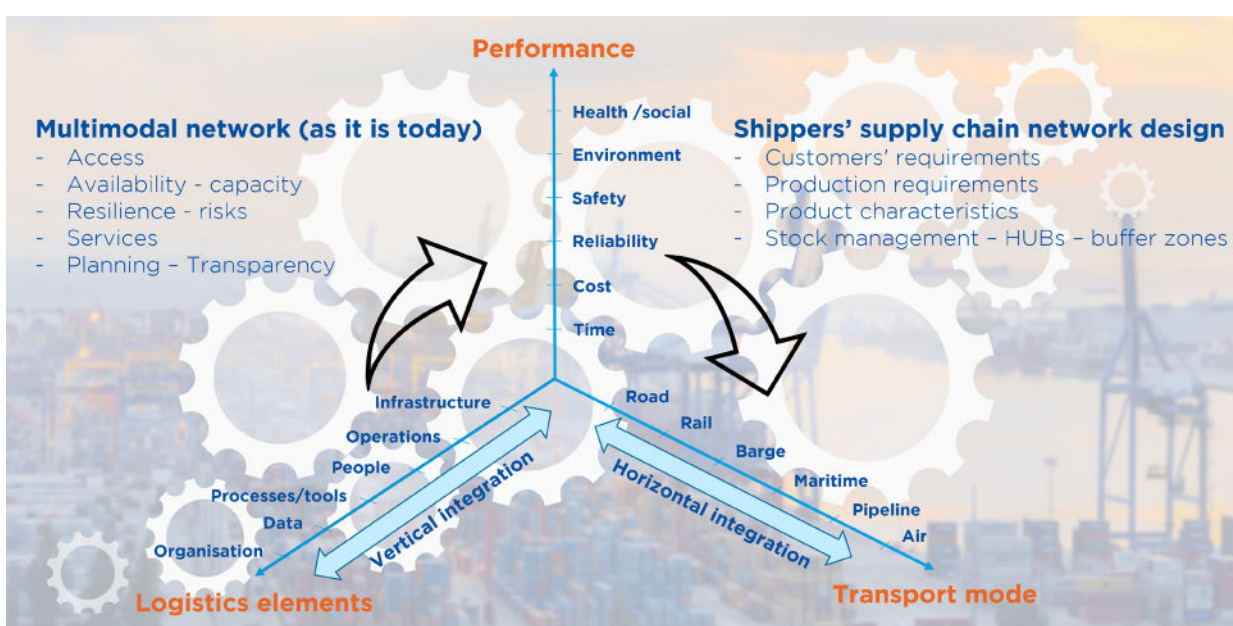 Performance
Multimodal network (as it is today)
- Access
- Availability - capacity
- Resilience - risks
- Services
- Planning – Transparency
Health /social
Environment
Safety
Reliability
Cost
Time
Shippers' supply chain network design
- Customers' requirements
- Production requirements
- Product characteristics
- Stock management – HUBs – buffer zones
Infrastructure
Operations
People
Processes/tools
Data
Organisation
Vertical integration
Logistics elements
Road
Rail
Barge
Maritime
Pipeline
Air
Horizontal integration
Transport mode